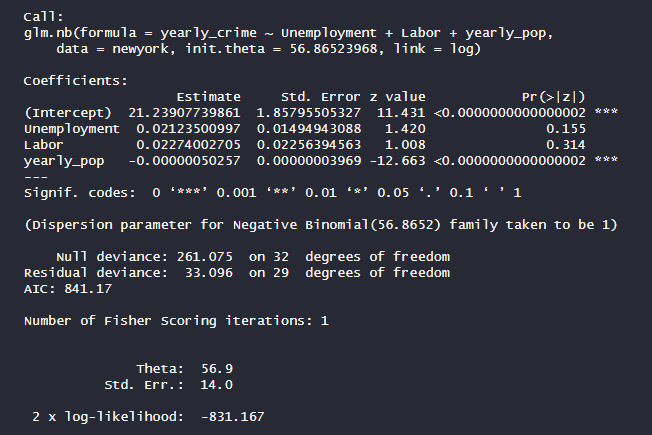 Call:
glm.nb(formula = yearly_crime ~ Unemployment + Labor + yearly_pop,
    data = newyork, init.theta = 56.86523968, link = log)

Coefficients:
                    Estimate     Std. Error z value             Pr(>|z|)
(Intercept)  21.23907739861  1.85795505327  11.431 <0.0000000000000002 ***
Unemployment  0.02123500997  0.01494943088   1.420                0.155
Labor         0.02274002705  0.02256394563   1.008                0.314
yearly_pop   -0.00000050257  0.00000003969 -12.663 <0.0000000000000002 ***
---
Signif. codes:  0 ‘***’ 0.001 ‘**’ 0.01 ‘*’ 0.05 ‘.’ 0.1 ‘ ’ 1

(Dispersion parameter for Negative Binomial(56.8652) family taken to be 1)

    Null deviance: 261.075  on 32  degrees of freedom
Residual deviance:  33.096  on 29  degrees of freedom
AIC: 841.17

Number of Fisher Scoring iterations: 1


              Theta:  56.9
          Std. Err.:  14.0

 2 x log-likelihood:  -831.167